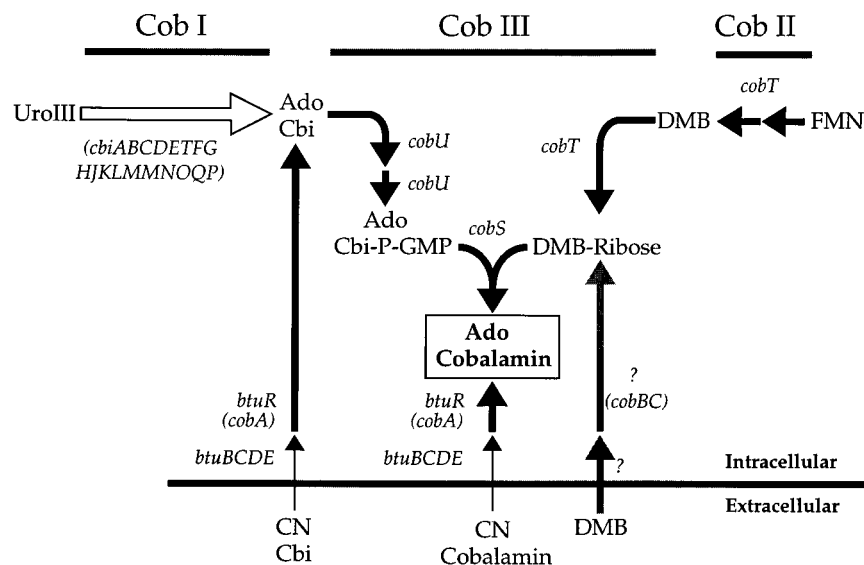 Cob I
Cob III
Cob II
UroIII
(cbiABCDETFG
HJKLMMNOQP)
Ado
Cbi
cobU
cobU
cobT
DMB
cobT
FMN
Ado
Cbi-P-GMP
cobS
DMB-Ribose
Ado
Cobalamin
btuR
(cobA)
btuR
(cobA)
?
(cobBC)
btuBCDE
btuBCDE
?
Intracellular
Extracellular
CN
Cbi
CN
Cobalamin
DMB